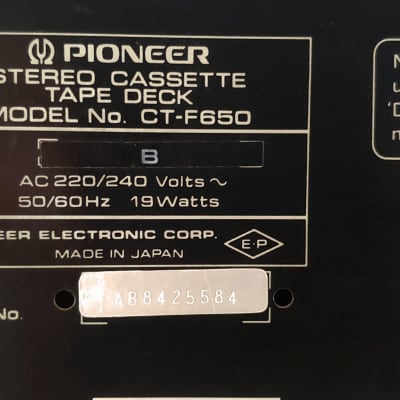 PIONEER
STEREO CASSETTE
TAPE DECK
MODEL No. CT-F650
B
AC 220/240 Volts ~
50/60Hz 19 Watts
EER ELECTRONIC CORP.
MADE IN JAPAN
E-P
No.
AB8425584
N
u
'D
m